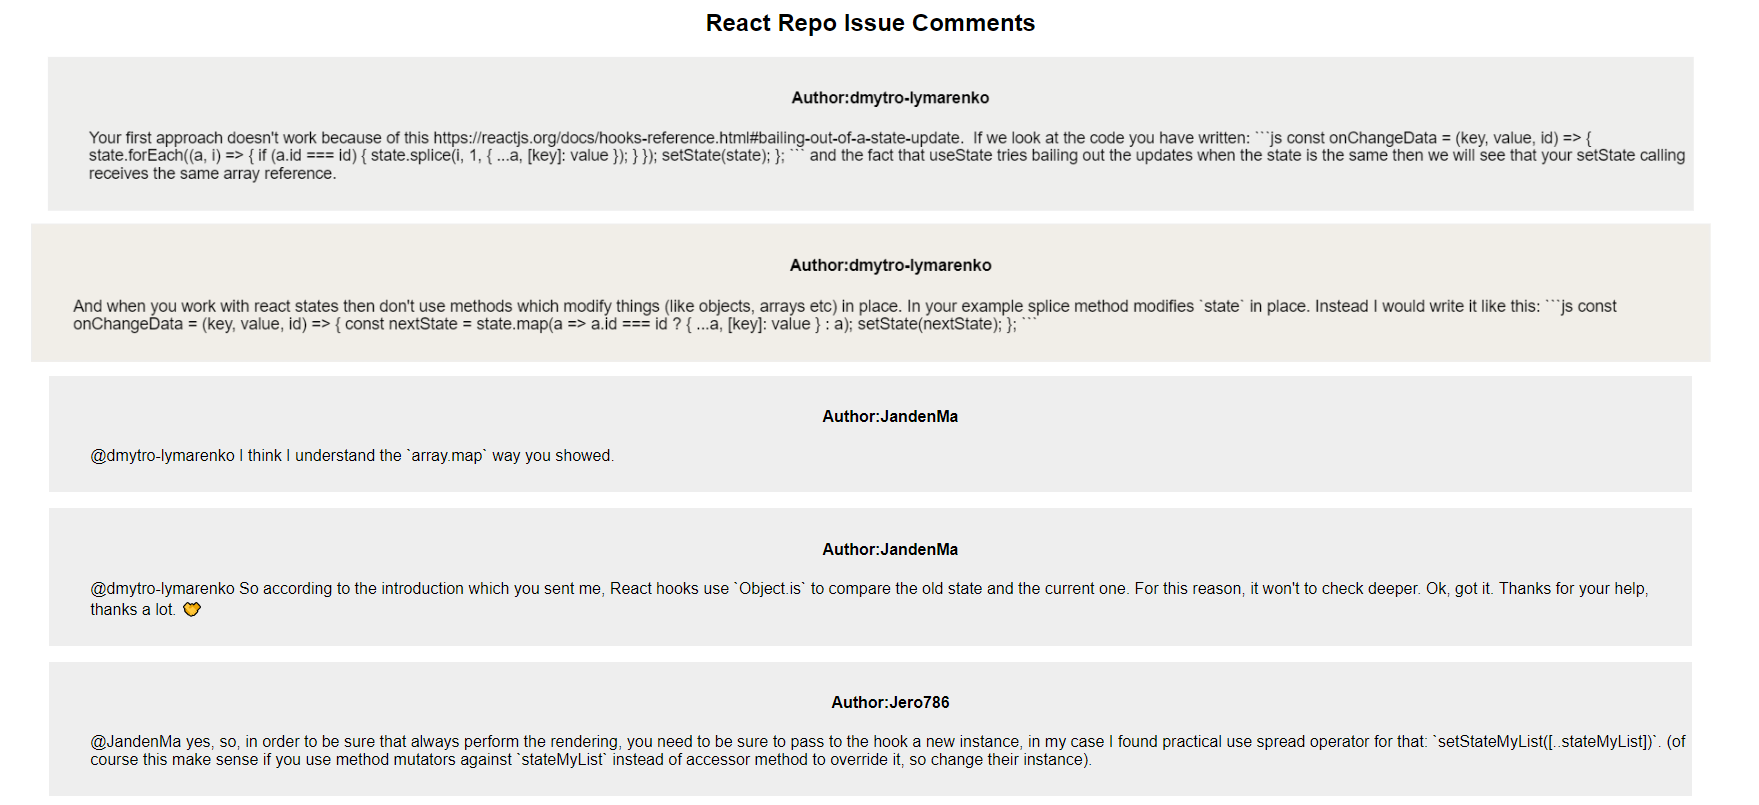 React Repo Issue Comments
Author:dmytro-lymarenko
Your first approach doesn't work because of this https://reactjs.org/docs/hooks-reference.html#bailing-out-of-a-state-update.  If we look at the code you have written: ```js const onChangeData = (key, value, id) => {
state.forEach((a, i) => { if (a.id === id) { state.splice(i, 1, { ...a, [key]: value }); } }); setState(state); }; ``` and the fact that useState tries bailing out the updates when the state is the same then we will see that your setState calling
receives the same array reference.
Author:dmytro-lymarenko
And when you work with react states then don't use methods which modify things (like objects, arrays etc) in place. In your example splice method modifies `state` in place. Instead I would write it like this: ```js const
onChangeData = (key, value, id) => { const nextState = state.map(a => a.id === id ? { ...a, [key]: value } : a); setState(nextState); }; ```
Author:JandenMa
@dmytro-lymarenko I think I understand the `array.map` way you showed.
Author:JandenMa
@dmytro-lymarenko So according to the introduction which you sent me, React hooks use `Object.is` to compare the old state and the current one. For this reason, it won't to check deeper. Ok, got it. Thanks for your help,
thanks a lot.
Author:Jero786
@JandenMa yes, so, in order to be sure that always perform the rendering, you need to be sure to pass to the hook a new instance, in my case I found practical use spread operator for that: `setStateMyList([..stateMyList])`. (of
course this make sense if you use method mutators against `stateMyList` instead of accessor method to override it, so change their instance).